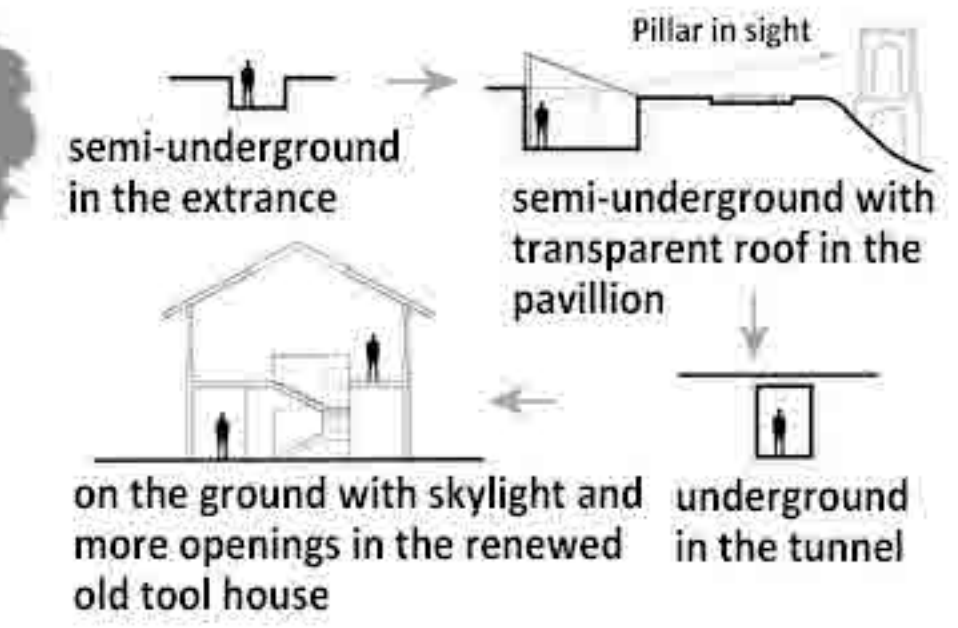 Pillar in sight
semi-underground
in the extrance
semi-underground with
transparent roof in the
pavillion
underground
in the tunnel
on the ground with skylight and
more openings in the renewed
old tool house